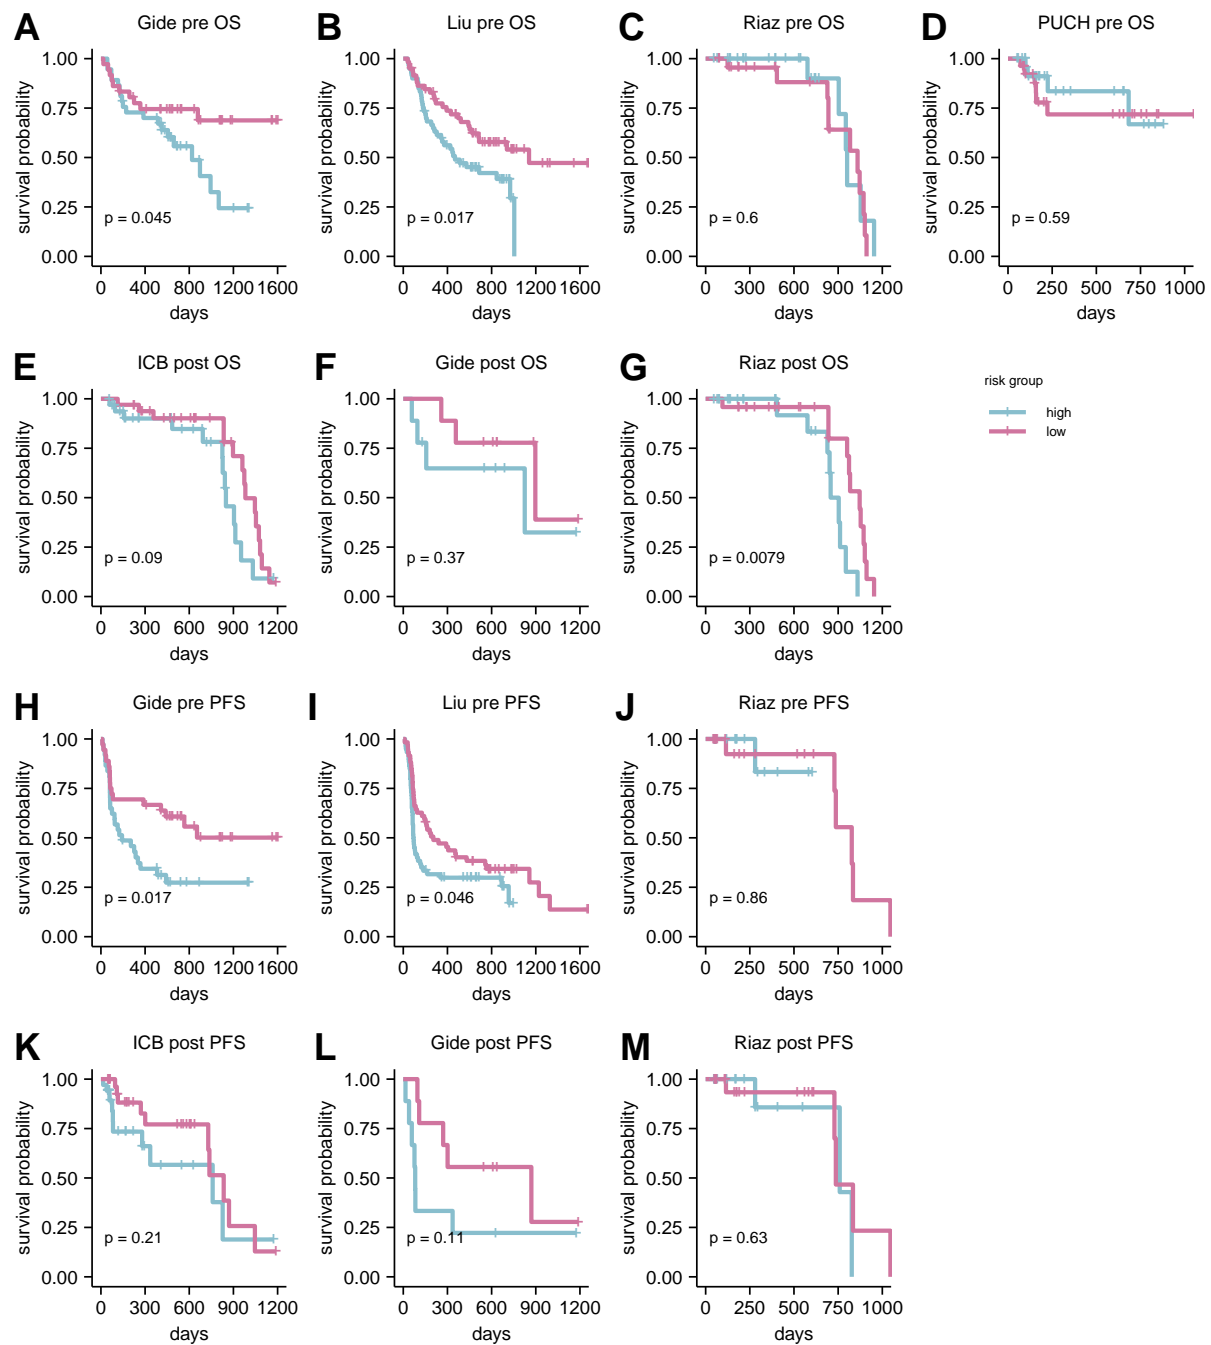 A
Gide pre OS
survival probability
1.00
0.75
0.50
0.25
0.00
p = 0.045
0 400 800 1200 1600
days
B
Liu pre OS
survival probability
1.00
0.75
0.50
0.25
0.00
p = 0.017
0 400 800 1200 1600
days
C
Riaz pre OS
survival probability
1.00
0.75
0.50
0.25
0.00
p = 0.6
0 300 600 900 1200
days
D
PUCH pre OS
survival probability
1.00
0.75
0.50
0.25
0.00
p = 0.59
0 250 500 750 1000
days
E
ICB post OS
survival probability
1.00
0.75
0.50
0.25
0.00
p = 0.09
0 300 600 900 1200
days
F
Gide post OS
survival probability
1.00
0.75
0.50
0.25
0.00
p = 0.37
0 300 600 900 1200
days
G
Riaz post OS
survival probability
1.00
0.75
0.50
0.25
0.00
p = 0.0079
0 300 600 900 1200
days
risk group
high
low
H
Gide pre PFS
survival probability
1.00
0.75
0.50
0.25
0.00
p = 0.017
0 400 800 1200 1600
days
I
Liu pre PFS
survival probability
1.00
0.75
0.50
0.25
0.00
p = 0.046
0 400 800 1200 1600
days
J
Riaz pre PFS
survival probability
1.00
0.75
0.50
0.25
0.00
p = 0.86
0 250 500 750 1000
days
K
ICB post PFS
survival probability
1.00
0.75
0.50
0.25
0.00
p = 0.21
0 300 600 900 1200
days
L
Gide post PFS
survival probability
1.00
0.75
0.50
0.25
0.00
p = 0.11
0 300 600 900 1200
days
M
Riaz post PFS
survival probability
1.00
0.75
0.50
0.25
0.00
p = 0.63
0 250 500 750 1000
days